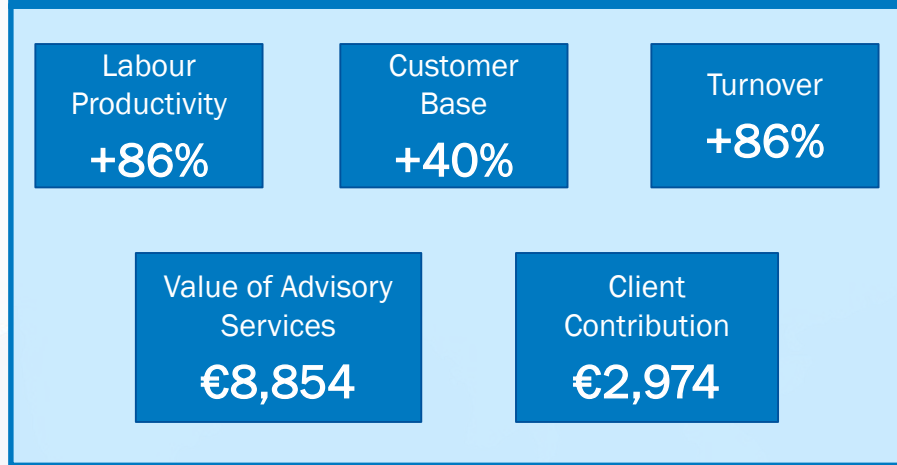 Labour
Productivity
+86%
Customer
Base
+40%
Turnover
+86%
Value of Advisory
Services
€8,854
Client
Contribution
€2,974